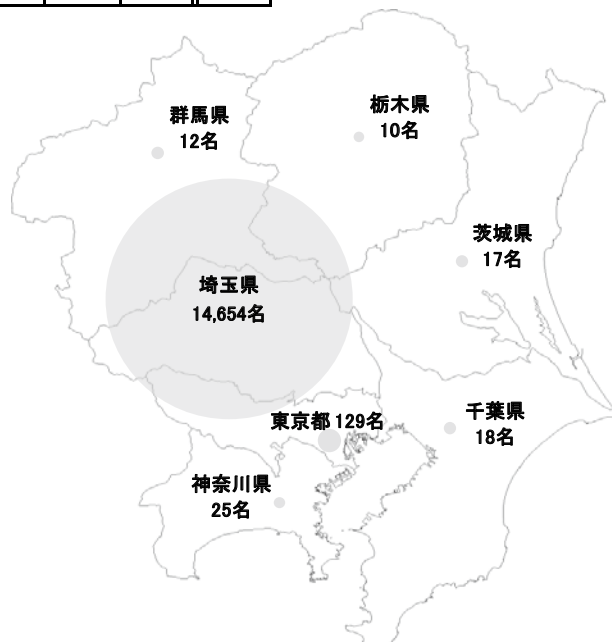 群馬県
12名
栃木県
10名
茨城県
17名
埼玉県
14,654名
東京都 129名
千葉県
18名
神奈川県
25名